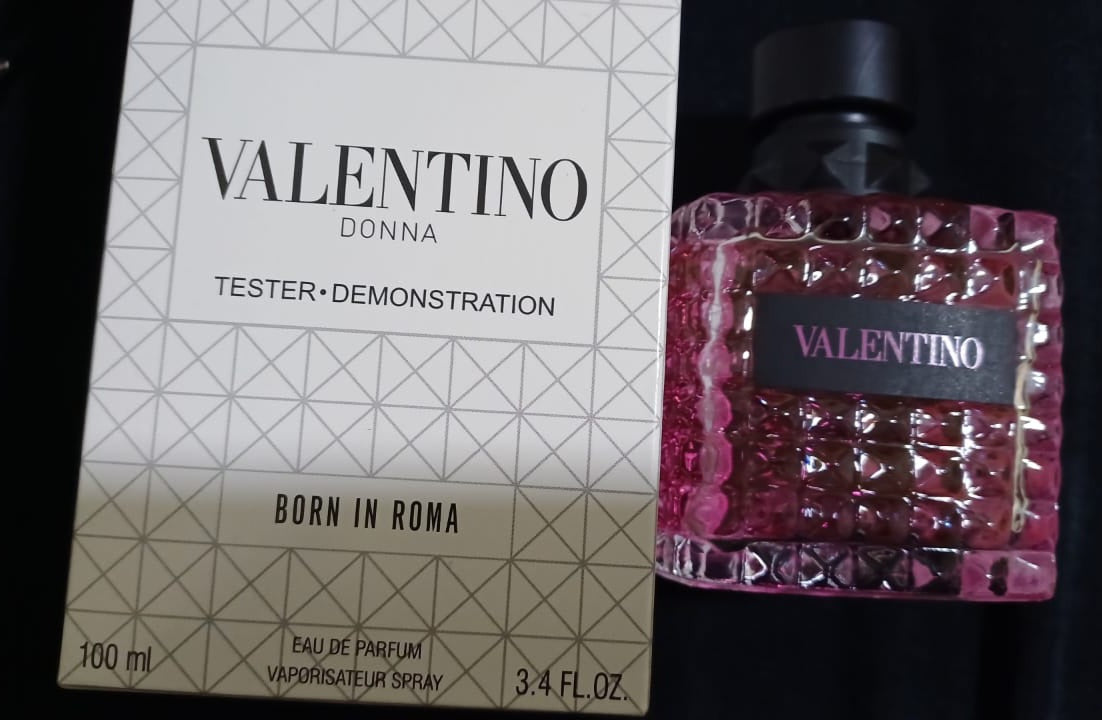 VALENTINO
DONNA
TESTER•DEMONSTRATION
BORN IN ROMA
100 ml
EAU DE PARFUM
VAPORISATEUR SPRAY
3.4 FL.OZ.
VALENTINO